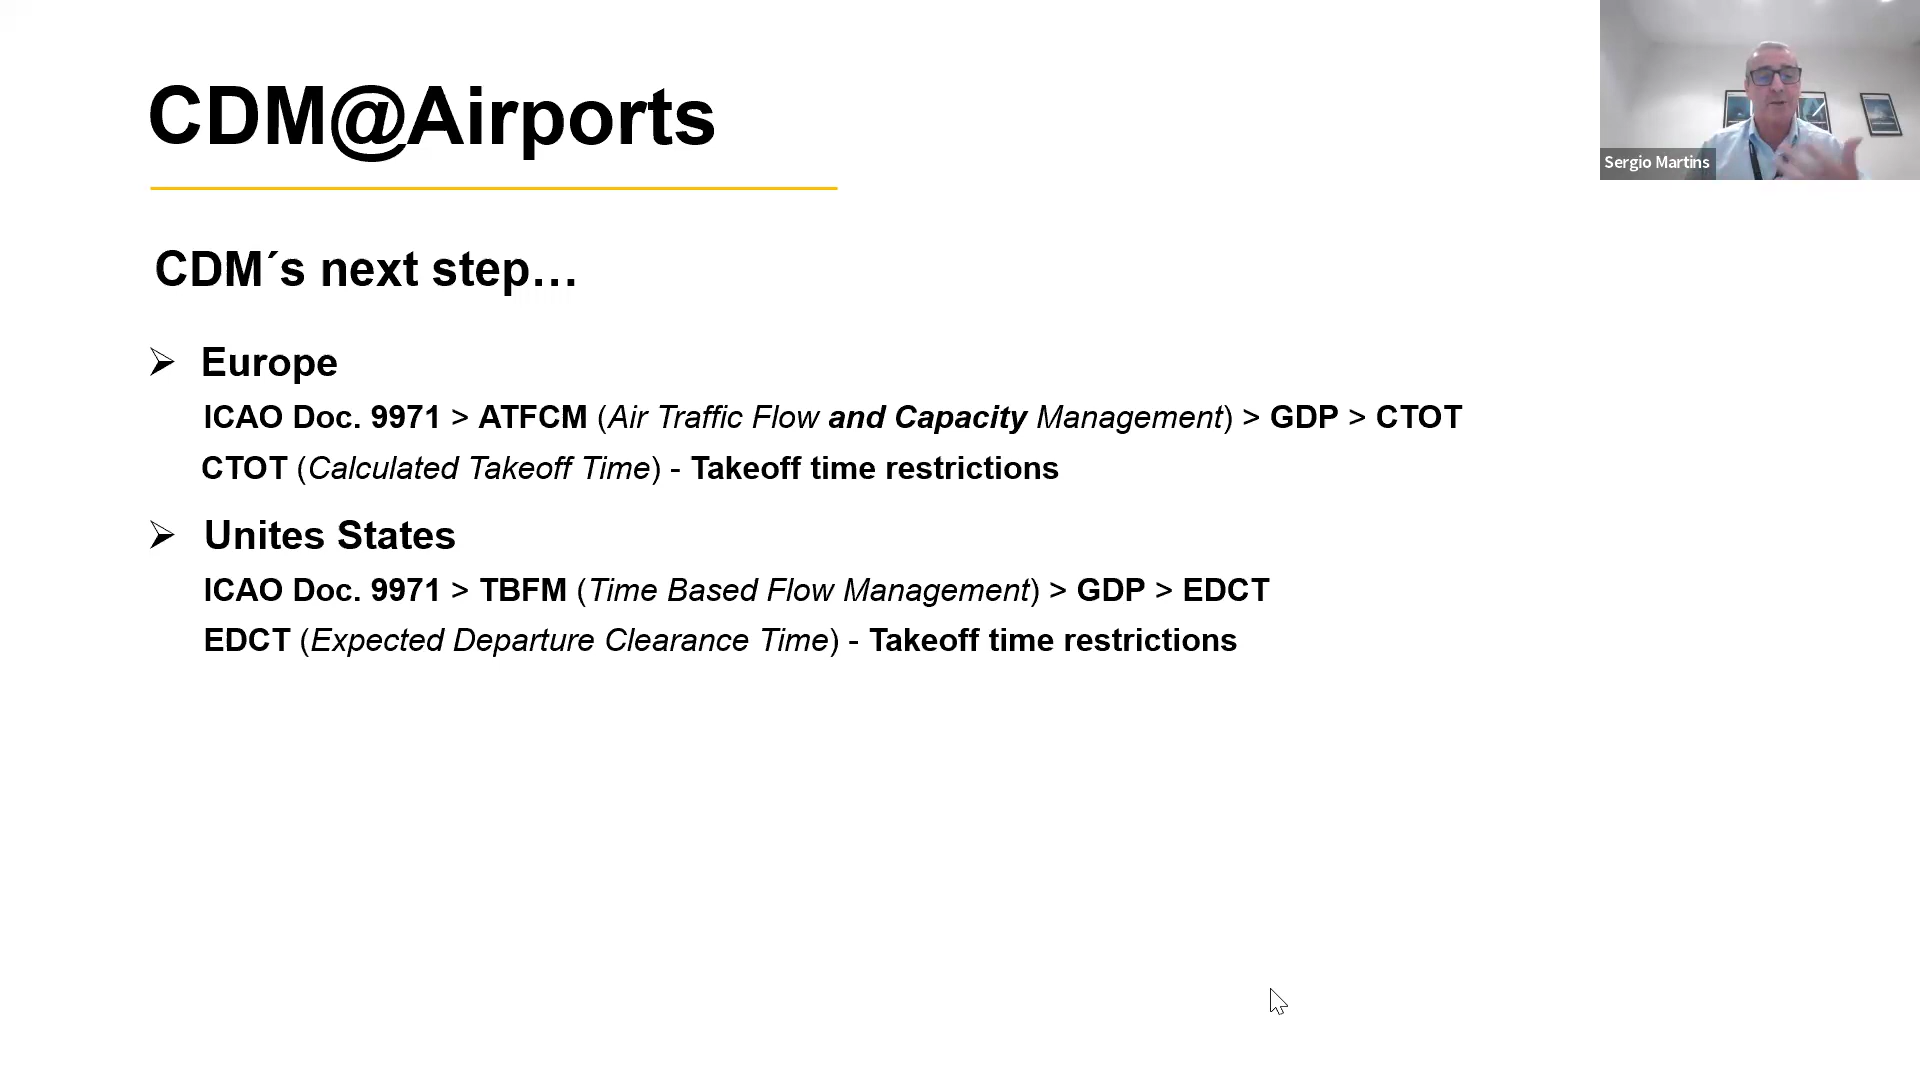 CDM@Airports
Sergio Martins
CDM´s next step…
Europe
ICAO Doc. 9971 > ATFCM (Air Traffic Flow and Capacity Management) > GDP > CTOT
CTOT (Calculated Takeoff Time) - Takeoff time restrictions
Unites States
ICAO Doc. 9971 > TBFM (Time Based Flow Management) > GDP > EDCT
EDCT (Expected Departure Clearance Time) - Takeoff time restrictions